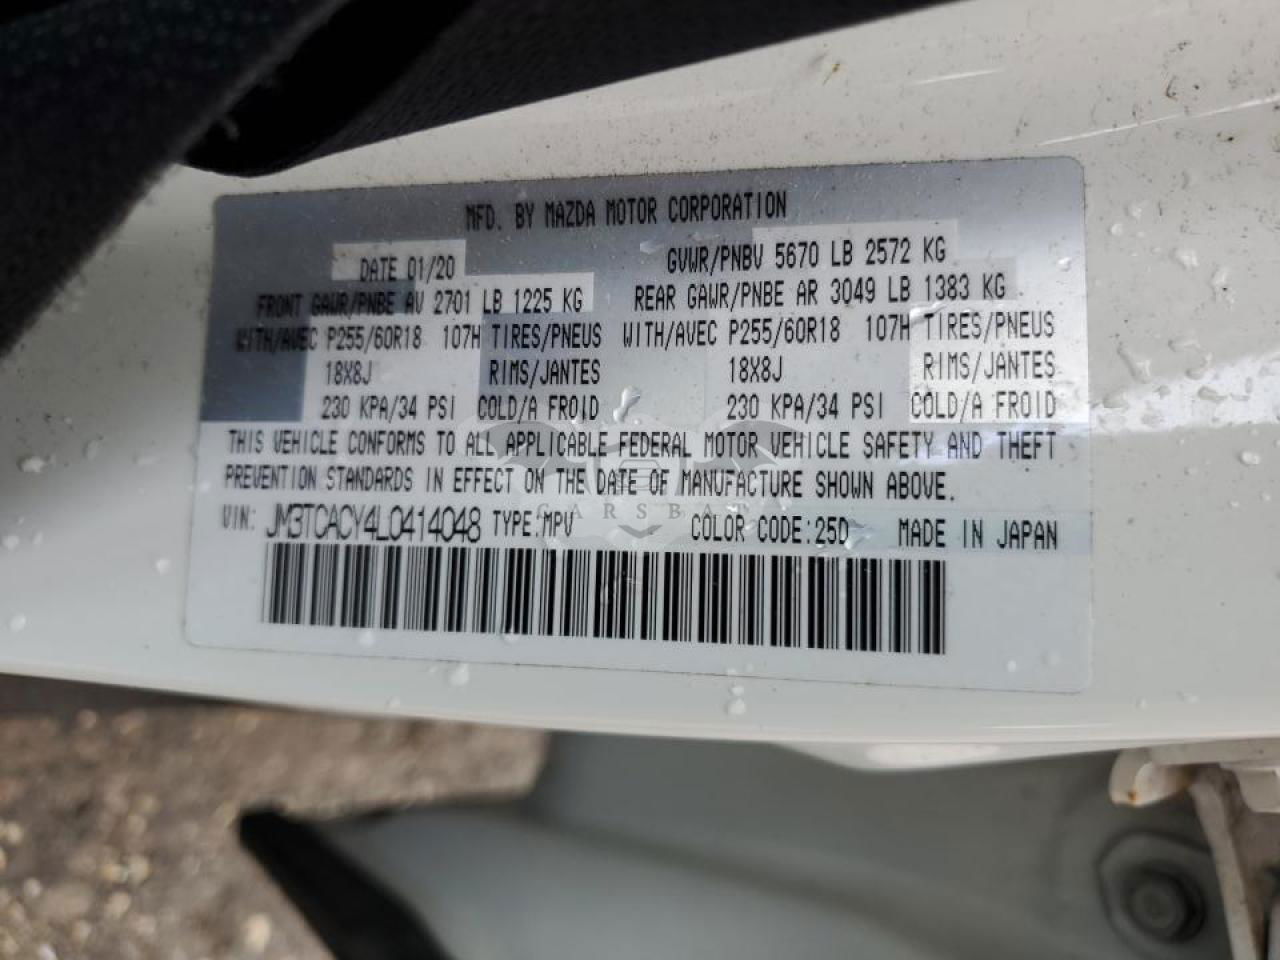 MFD. BY MAZDA MOTOR CORPORATION
DATE 01/20 GVWR/PNBV 5670 LB 2572 KG
FRONT GAWR/PNBE AV 2701 LB 1225 KG REAR GAWR/PNBE AR 3049 LB 1383 KG
WITH/AVEC P255/60R18 107H TIRES/PNEUS WITH/AVEC P255/60R18 107H TIRES/PNEUS
18X8J RIMS/JANTES 18X8J RIMS/JANTES
230 KPA/34 PSI COLD/A FROID 230 KPA/34 PSI COLD/A FROID
THIS VEHICLE CONFORMS TO ALL APPLICABLE FEDERAL MOTOR VEHICLE SAFETY AND THEFT
PREVENTION STANDARDS IN EFFECT ON THE DATE OF MANUFACTURE SHOWN ABOVE.
CARSBAT
VIN: JM3TCACY4L0414048 TYPE:MPV COLOR CODE:25D MADE IN JAPAN